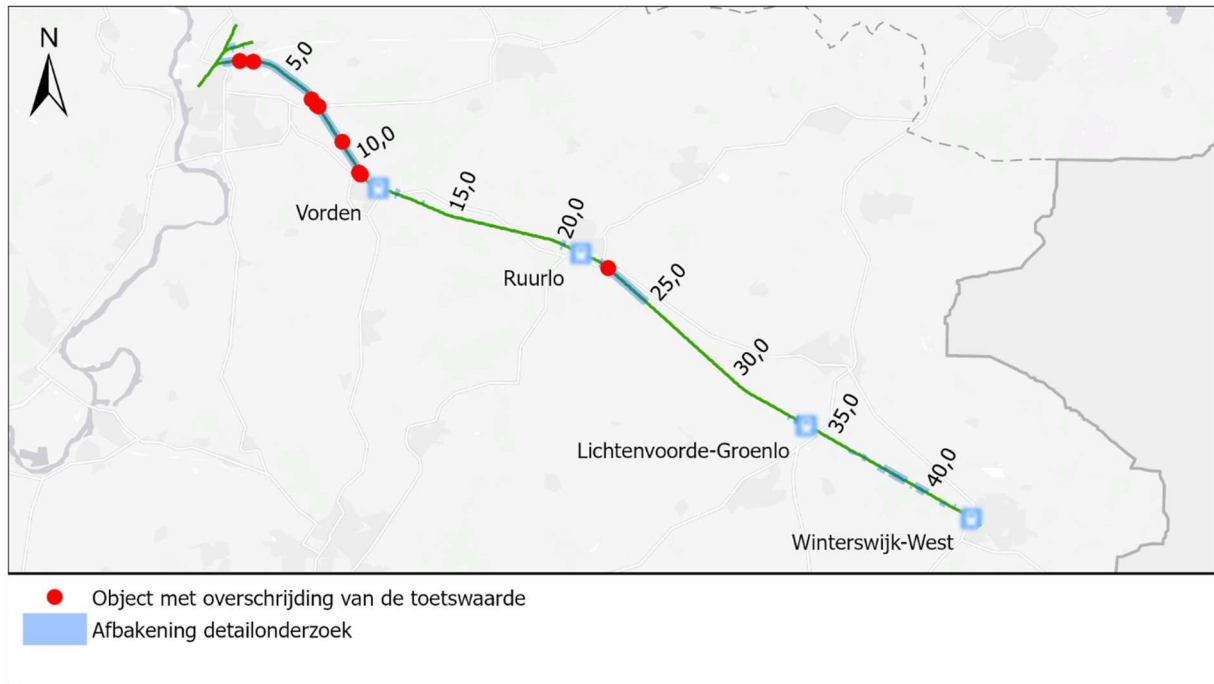 N
5,0
10,0
Vorden
15,0
20,0
Ruurlo
25,0
30,0
Lichtenvoorde-Groenlo
35,0
40,0
Winterswijk-West
Object met overschrijding van de toetswaarde
Afbakening detailonderzoek